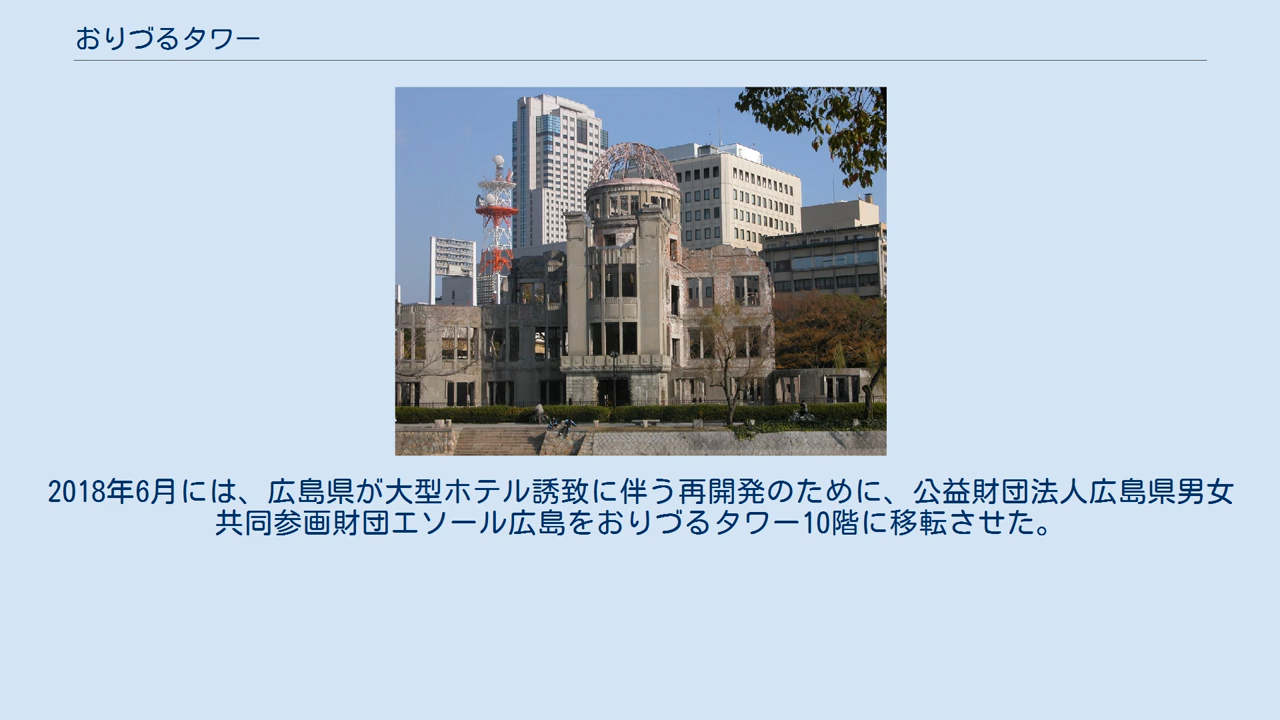 おりづるタワー
2018年6月には、広島県が大型ホテル誘致に伴う再開発のために、公益財団法人広島県男女
共同参画財団エソール広島をおりづるタワー10階に移転させた。